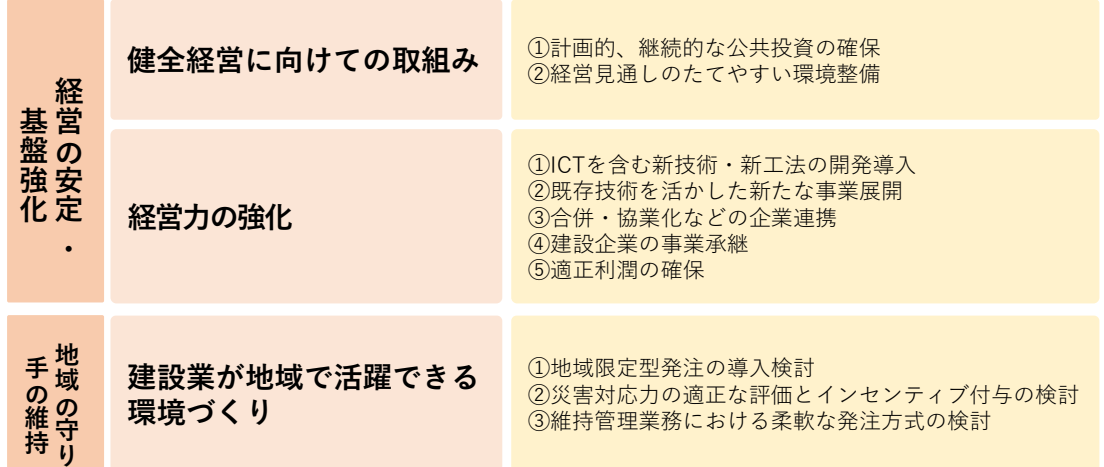 経営の安定・
基盤強化
健全経営に向けての取組み
①計画的、継続的な公共投資の確保
②経営見通しのたてやすい環境整備
経営力の強化
①ICTを含む新技術・新工法の開発導入
②既存技術を活かした新たな事業展開
③合併・協業化などの企業連携
④建設企業の事業承継
⑤適正利潤の確保
地域の守り
手の維持
建設業が地域で活躍できる
環境づくり
①地域限定型発注の導入検討
②災害対応力の適正な評価とインセンティブ付与の検討
③維持管理業務における柔軟な発注方式の検討